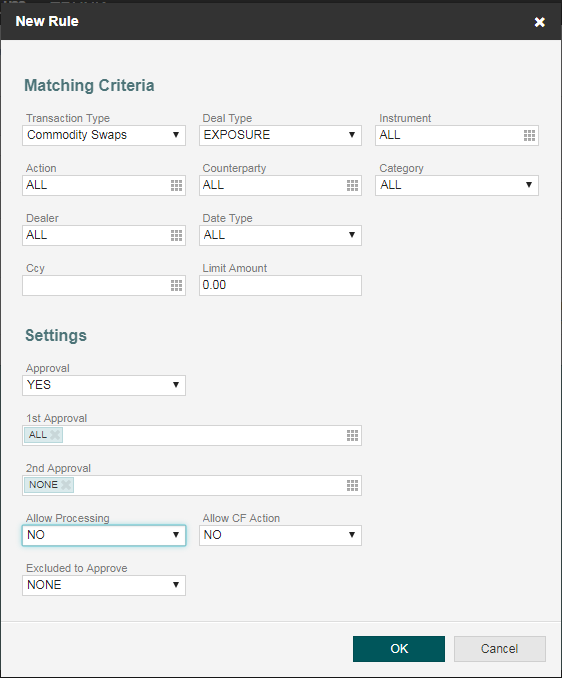 New Rule
Matching Criteria
Transaction Type Deal Type Instrument
Commodity Swaps EXPOSURE ALL
Action Counterparty Category
ALL ALL ALL
Dealer Date Type
ALL ALL
Ccy Limit Amount
0.00
Settings
Approval
YES
1st Approval
ALL
2nd Approval
NONE
Allow Processing Allow CF Action
NO NO
Excluded to Approve
NONE
OK Cancel